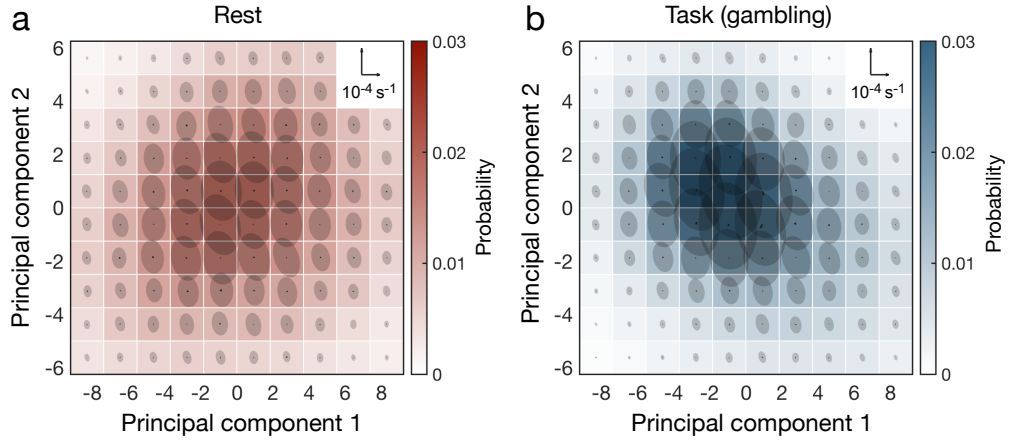 a
Rest
6
4
2
0
-2
-4
-6
Principal component 2
-8 -6 -4 -2 0 2 4 6 8
Principal component 1
10⁻⁴ s⁻¹
0.03
0.02
0.01
0
Probability
b
Task (gambling)
6
4
2
0
-2
-4
-6
Principal component 2
-8 -6 -4 -2 0 2 4 6 8
Principal component 1
10⁻⁴ s⁻¹
0.03
0.02
0.01
0
Probability